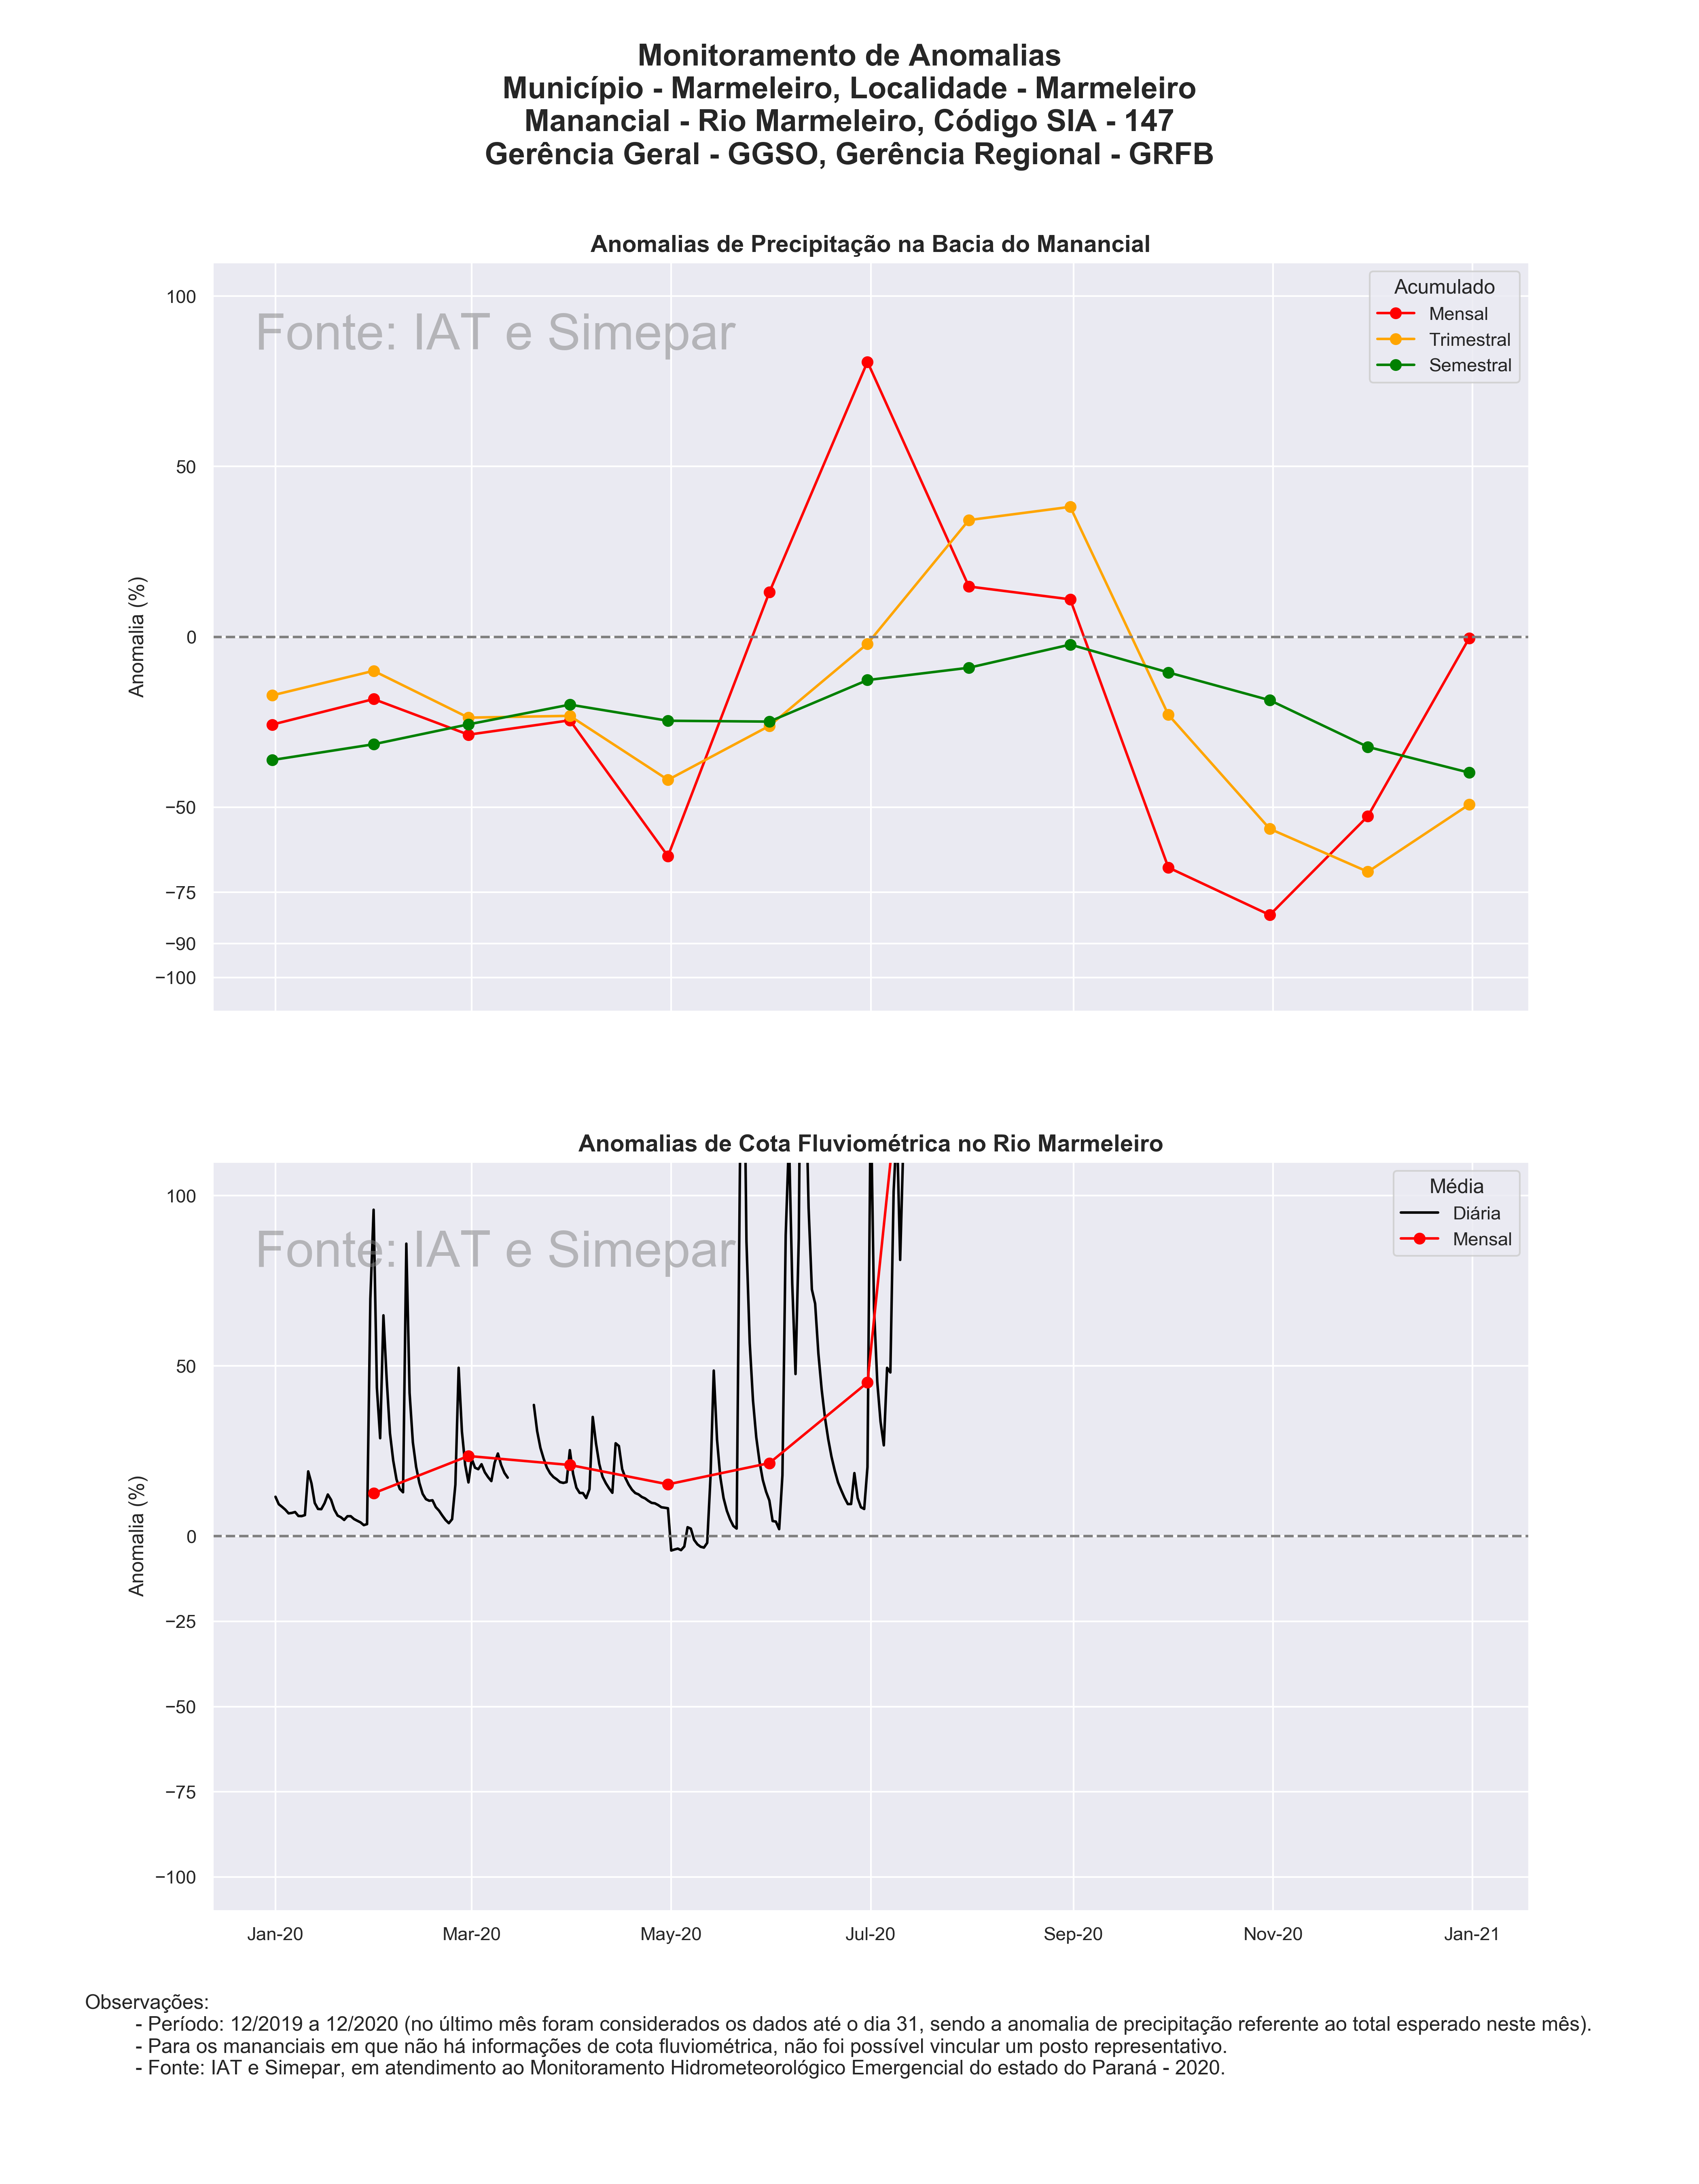 Monitoramento de Anomalias
Município - Marmeleiro, Localidade - Marmeleiro
Manancial - Rio Marmeleiro, Código SIA - 147
Gerência Geral - GGSO, Gerência Regional - GRFB
Anomalias de Precipitação na Bacia do Manancial
Fonte: IAT e Simepar
Acumulado
Mensal
Trimestral
Semestral
Anomalia (%)
100
50
0
−50
−75
−90
−100
Anomalias de Cota Fluviométrica no Rio Marmeleiro
Fonte: IAT e Simepar
Média
Diária
Mensal
Anomalia (%)
100
50
0
−25
−50
−75
−100
Jan-20 Mar-20 May-20 Jul-20 Sep-20 Nov-20 Jan-21
Observações:
- Período: 12/2019 a 12/2020 (no último mês foram considerados os dados até o dia 31, sendo a anomalia de precipitação referente ao total esperado neste mês).
- Para os mananciais em que não há informações de cota fluviométrica, não foi possível vincular um posto representativo.
- Fonte: IAT e Simepar, em atendimento ao Monitoramento Hidrometeorológico Emergencial do estado do Paraná - 2020.